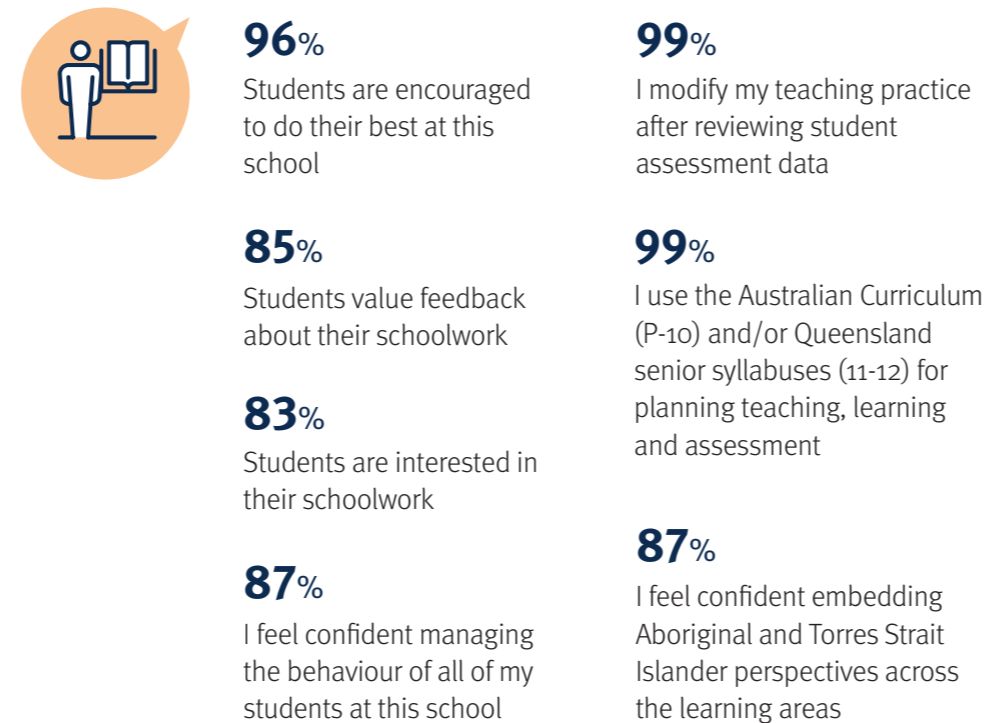 96%
Students are encouraged
to do their best at this
school
85%
Students value feedback
about their schoolwork
83%
Students are interested in
their schoolwork
87%
I feel confident managing
the behaviour of all of my
students at this school
99%
I modify my teaching practice
after reviewing student
assessment data
99%
I use the Australian Curriculum
(P-10) and/or Queensland
senior syllabuses (11-12) for
planning teaching, learning
and assessment
87%
I feel confident embedding
Aboriginal and Torres Strait
Islander perspectives across
the learning areas